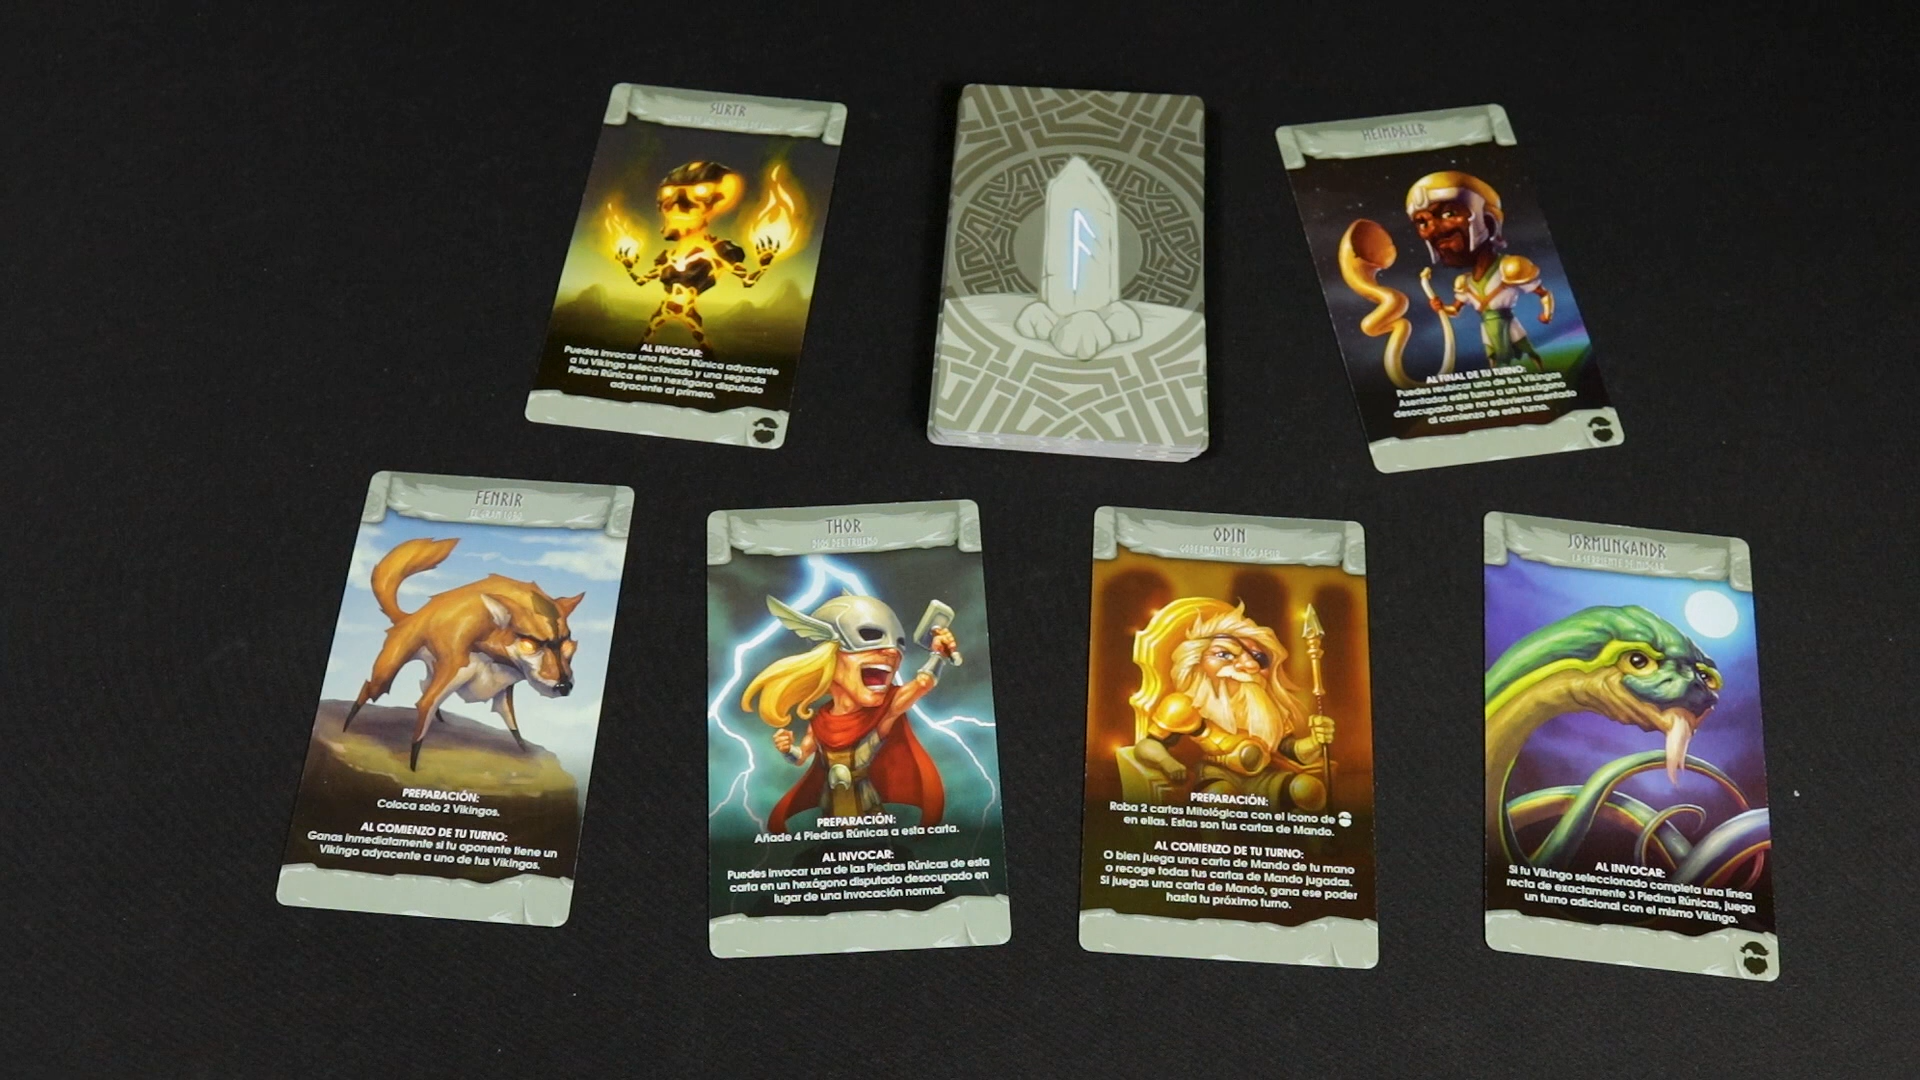 SURTR
AL INVOCAR:
Puedes invocar una Piedra Rúnica adyacente
a tu Vikingo seleccionado y una segunda
Piedra Rúnica en un hexágono disputado
adyacente al primero.
HEIMDALLR
AL FINAL DE TU TURNO:
Puedes reubicar uno de tus Vikingos
Asentados este turno a un hexágono
desocupado que no estuviera asentado
al comienzo de este turno.
FENRIR
EL GRAN LOBO
PREPARACIÓN:
Coloca solo 2 Vikingos.
AL COMIENZO DE TU TURNO:
Ganas inmediatamente si tu oponente tiene un
Vikingo adyacente a uno de tus Vikingos.
THOR
DIOS DEL TRUENO
PREPARACIÓN:
Añade 4 Piedras Rúnicas a esta carta.
AL INVOCAR:
Puedes invocar una de las Piedras Rúnicas de esta
carta en un hexágono disputado desocupado en
lugar de una invocación normal.
ODIN
GOBERNANTE DE LOS AESIR
PREPARACIÓN:
Roba 2 cartas Mitológicas con el icono de
en ellas. Estas son tus cartas de Mando.
AL COMIENZO DE TU TURNO:
O bien juega una carta de Mando de tu mano
o recoge todas tus cartas de Mando jugadas.
Si juegas una carta de Mando, gana ese poder
hasta tu próximo turno.
JORMUNGANDR
LA SERPIENTE DE MIDGAR
AL INVOCAR:
Si tu Vikingo seleccionado completa una línea
recta de exactamente 3 Piedras Rúnicas, juega
un turno adicional con el mismo Vikingo.